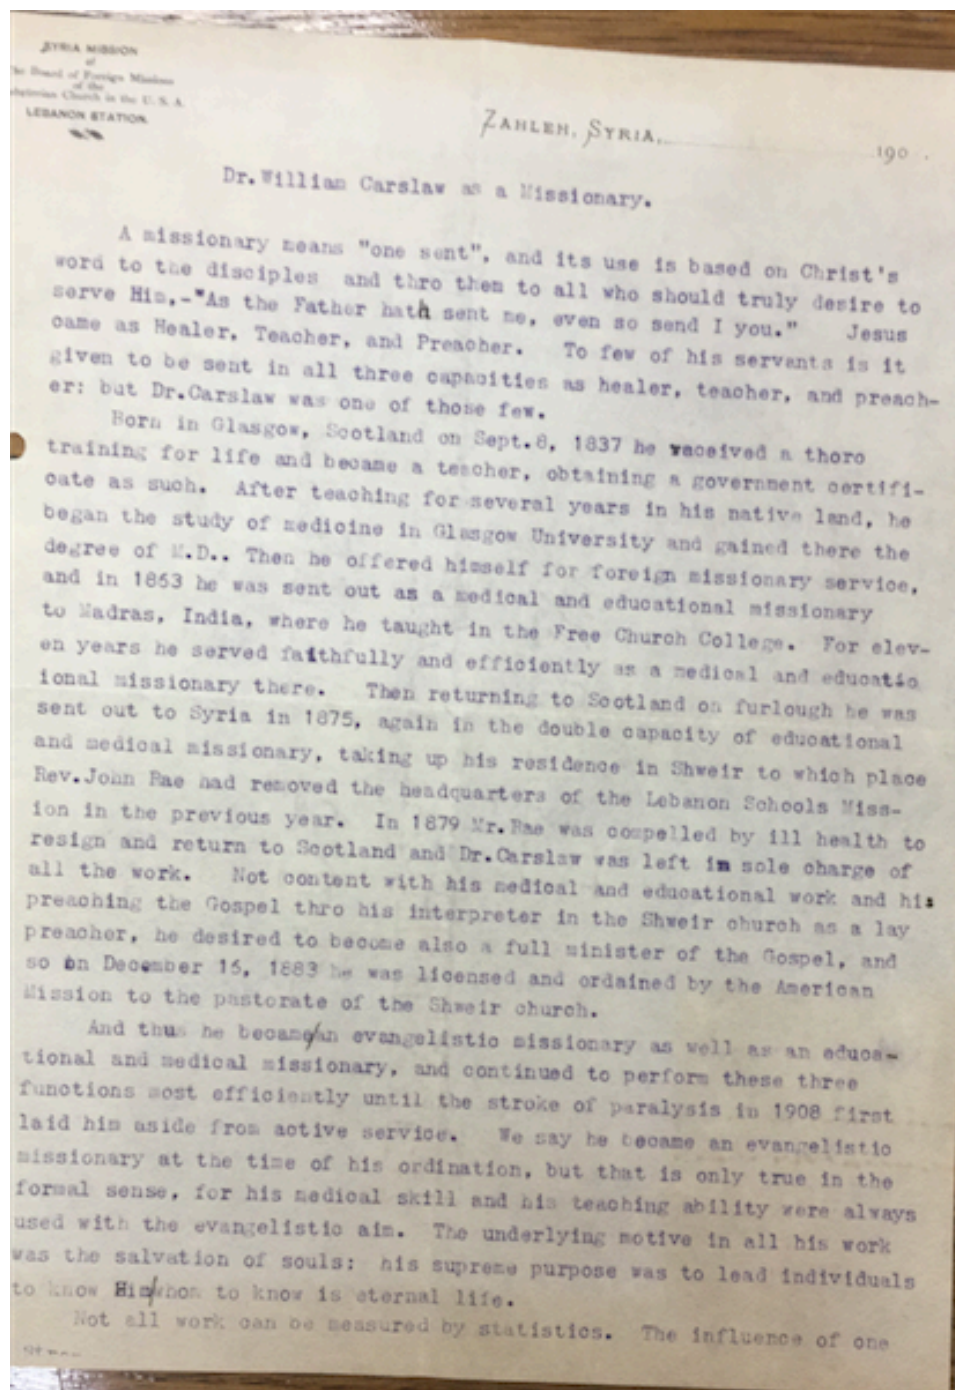 SYRIA MISSION
of
The Board of Foreign Missions
of the
Church in the U. S. A.
LEBANON STATION.
ZAHLEH, SYRIA, 190 .
Dr.William Carslaw as a Missionary.
A missionary means "one sent", and its use is based on Christ's
word to the disciples and thro them to all who should truly desire to
serve Him,-"As the Father hath sent me, even so send I you." Jesus
came as Healer, Teacher, and Preacher. To few of his servants is it
given to be sent in all three capacities as healer, teacher, and preach-
er: but Dr.Carslaw was one of those few.
Born in Glasgow, Scotland on Sept.8, 1837 he raceived a thoro
training for life and became a teacher, obtaining a government certifi-
cate as such. After teaching for several years in his native land, he
began the study of medicine in Glasgow University and gained there the
degree of M.D.. Then he offered himself for foreign missionary service,
and in 1863 he was sent out as a medical and educational missionary
to Madras, India, where he taught in the Free Church College. For elev-
en years he served faithfully and efficiently as a medical and educatio
ional missionary there. Then returning to Scotland on furlough he was
sent out to Syria in 1875, again in the double capacity of educational
and medical missionary, taking up his residence in Shweir to which place
Rev.John Rae had removed the headquarters of the Lebanon Schools Miss-
ion in the previous year. In 1879 Mr.Rae was compelled by ill health to
resign and return to Scotland and Dr.Carslaw was left in sole charge of
all the work. Not content with his medical and educational work and his
preaching the Gospel thro his interpreter in the Shweir church as a lay
preacher, he desired to become also a full minister of the Gospel, and
so on December 15, 1883 he was licensed and ordained by the American
Mission to the pastorate of the Shweir church.
And thus he became/an evangelistic missionary as well as an educa-
tional and medical missionary, and continued to perform these three
functions most efficiently until the stroke of paralysis in 1908 first
laid him aside from active service. We say he became an evangelistic
missionary at the time of his ordination, but that is only true in the
formal sense, for his medical skill and his teaching ability were always
used with the evangelistic aim. The underlying motive in all his work
was the salvation of souls: his supreme purpose was to lead individuals
to know Him/whom to know is eternal life.
Not all work can be measured by statistics. The influence of one